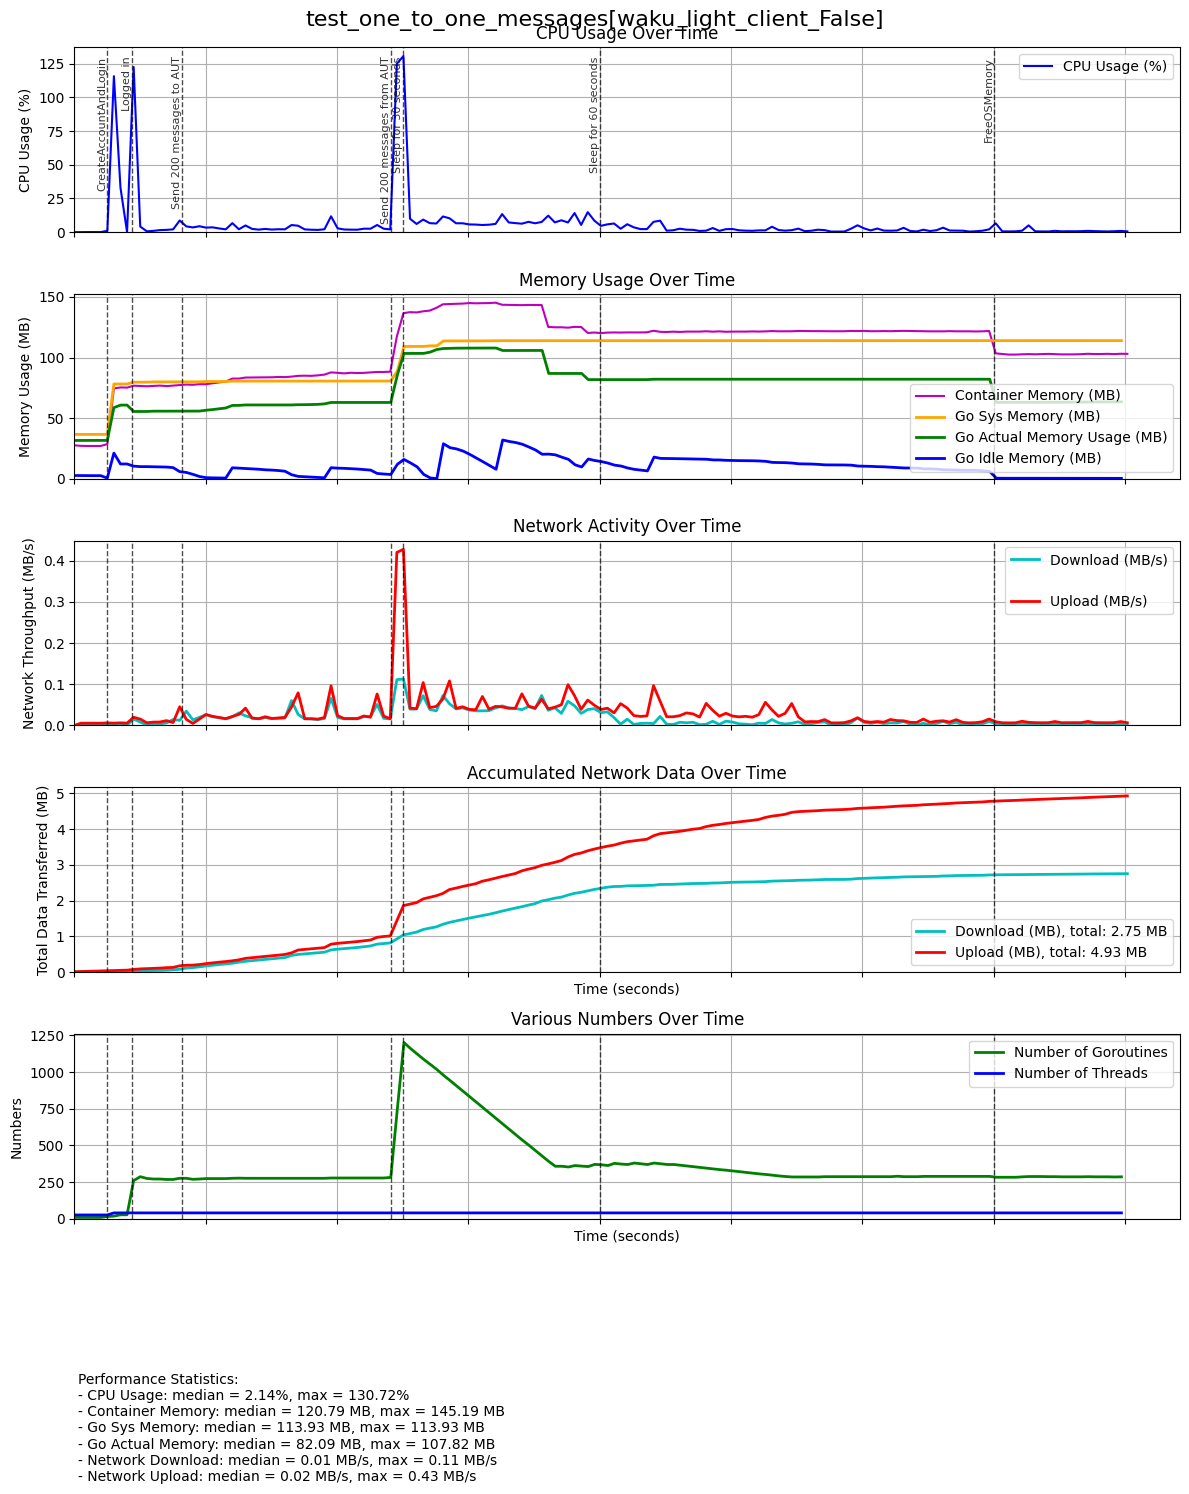 test_one_to_one_messages[waku_light_client_False]
CPU Usage Over Time
CPU Usage (%)
125
100
75
50
25
0
CreateAccountAndLogin
Logged in
Send 200 messages to AUT
Send 200 messages from AUT
Sleep for 30 seconds
Sleep for 60 seconds
FreeOSMemory
CPU Usage (%)
Memory Usage Over Time
Memory Usage (MB)
150
100
50
0
Container Memory (MB)
Go Sys Memory (MB)
Go Actual Memory Usage (MB)
Go Idle Memory (MB)
Network Activity Over Time
Network Throughput (MB/s)
0.4
0.3
0.2
0.1
0.0
Download (MB/s)
Upload (MB/s)
Accumulated Network Data Over Time
Total Data Transferred (MB)
5
4
3
2
1
0
Download (MB), total: 2.75 MB
Upload (MB), total: 4.93 MB
Time (seconds)
Various Numbers Over Time
Numbers
1250
1000
750
500
250
0
Number of Goroutines
Number of Threads
Time (seconds)
Performance Statistics:
- CPU Usage: median = 2.14%, max = 130.72%
- Container Memory: median = 120.79 MB, max = 145.19 MB
- Go Sys Memory: median = 113.93 MB, max = 113.93 MB
- Go Actual Memory: median = 82.09 MB, max = 107.82 MB
- Network Download: median = 0.01 MB/s, max = 0.11 MB/s
- Network Upload: median = 0.02 MB/s, max = 0.43 MB/s